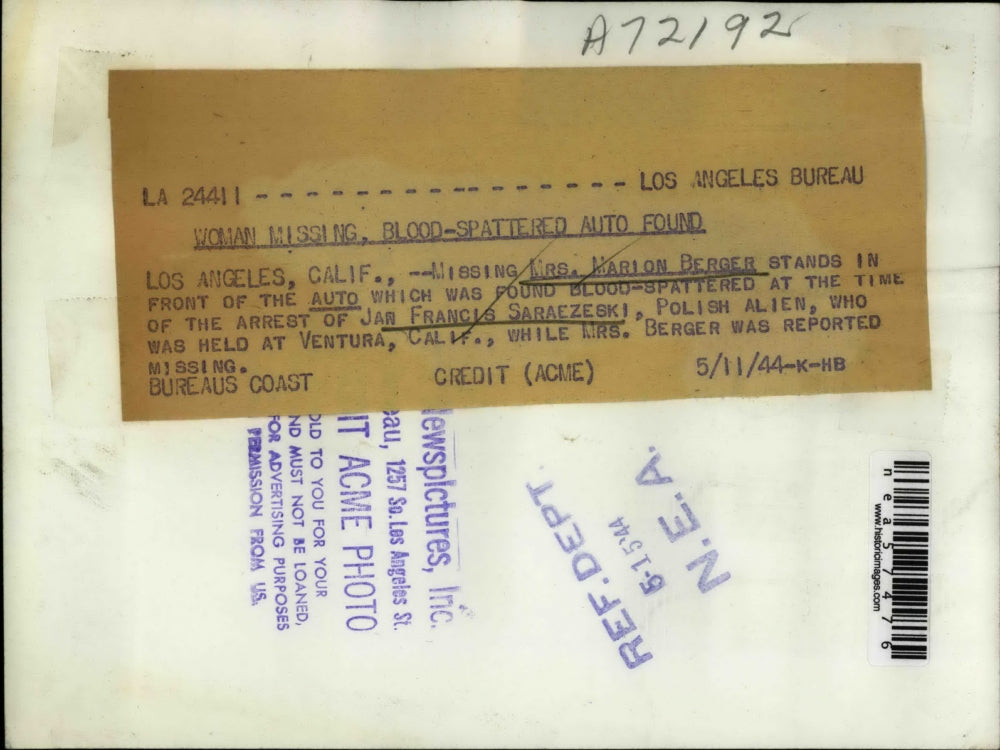 A72192
LA 24411 - - - - - - - - - - - - - - - - - LOS ANGELES BUREAU
WOMAN MISSING, BLOOD-SPATTERED AUTO FOUND
LOS ANGELES, CALIF., --MISSING MRS. MARION BERGER STANDS IN
FRONT OF THE AUTO WHICH WAS FOUND BLOOD-SPATTERED AT THE TIME
OF THE ARREST OF JAN FRANCIS SARAEZESKI, POLISH ALIEN, WHO
WAS HELD AT VENTURA, CALIF., WHILE MRS. BERGER WAS REPORTED
MISSING.
BUREAUS COAST CREDIT (ACME) 5/11/44-K-HB
ewspictures, Inc.
eau, 1257 So. Los Angeles St.
IT ACME PHOTO
OLD TO YOU FOR YOUR
ND MUST NOT BE LOANED,
FOR ADVERTISING PURPOSES
PERMISSION FROM US.
REF. DEPT.
5-15-44
N.E.A.
nea57476
www.historicimages.com